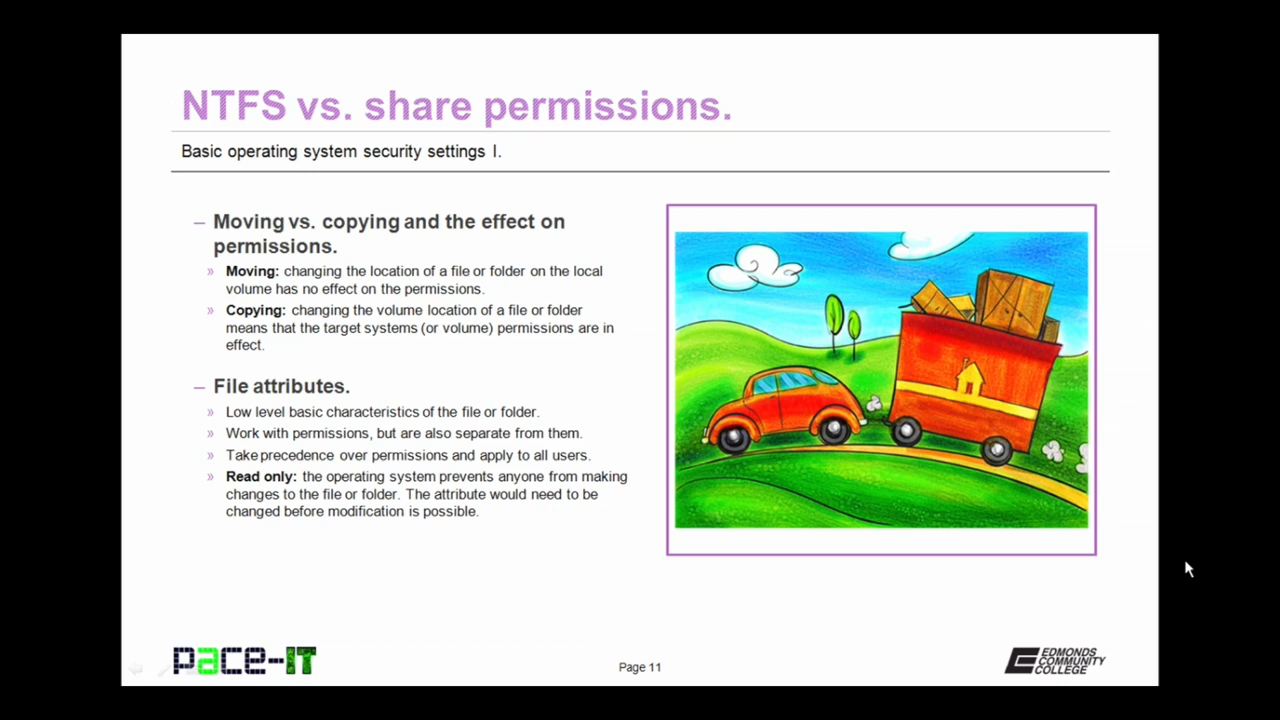 NTFS vs. share permissions.
Basic operating system security settings I.
– Moving vs. copying and the effect on
permissions.
» Moving: changing the location of a file or folder on the local
volume has no effect on the permissions.
» Copying: changing the volume location of a file or folder
means that the target systems (or volume) permissions are in
effect.
– File attributes.
» Low level basic characteristics of the file or folder.
» Work with permissions, but are also separate from them.
» Take precedence over permissions and apply to all users.
» Read only: the operating system prevents anyone from making
changes to the file or folder. The attribute would need to be
changed before modification is possible.
pace-IT
Page 11
EDMONDS
COMMUNITY
COLLEGE